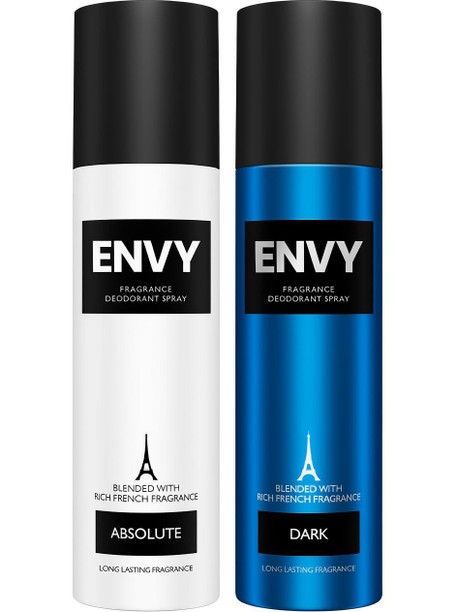 ENVY
FRAGRANCE
DEODORANT SPRAY
BLENDED WITH
RICH FRENCH FRAGRANCE
ABSOLUTE
LONG LASTING FRAGRANCE
ENVY
FRAGRANCE
DEODORANT SPRAY
BLENDED WITH
RICH FRENCH FRAGRANCE
DARK
LONG LASTING FRAGRANCE